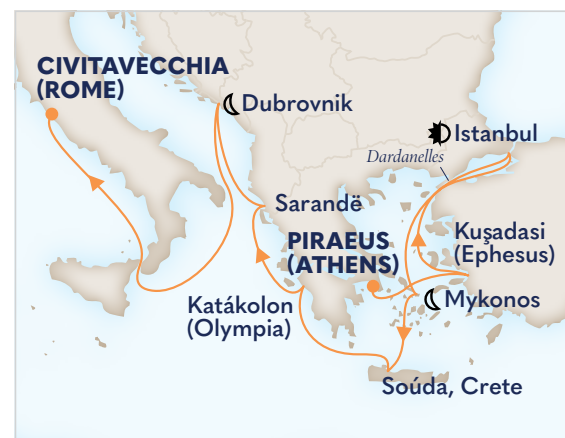 CIVITAVECCHIA
(ROME)
Dubrovnik
Istanbul
Dardanelles
Sarandë
PIRAEUS
(ATHENS)
Kuşadasi
(Ephesus)
Katákolon
(Olympia)
Mykonos
Soúda, Crete